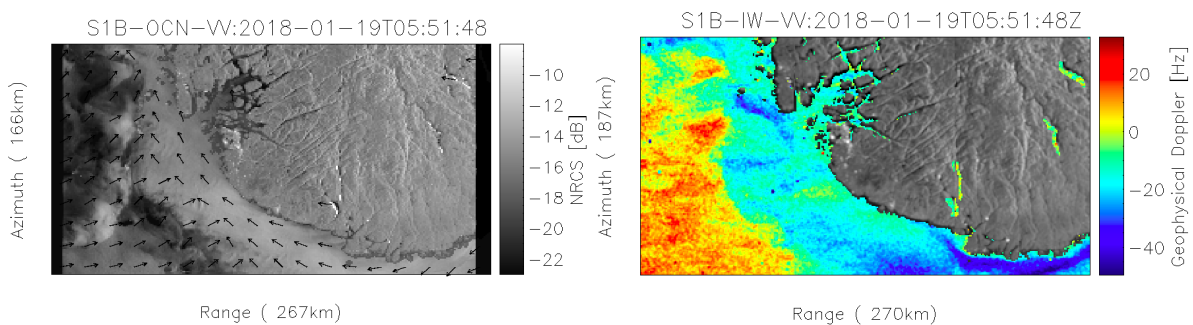 S1B-OCN-VV:2018-01-19T05:51:48
Azimuth ( 166km)
Range ( 267km)
-10
-12
-14
-16
-18
-20
-22
NRCS [dB]
S1B-IW-VV:2018-01-19T05:51:48Z
Azimuth ( 187km)
Range ( 270km)
20
0
-20
-40
Geophysical Doppler [Hz]